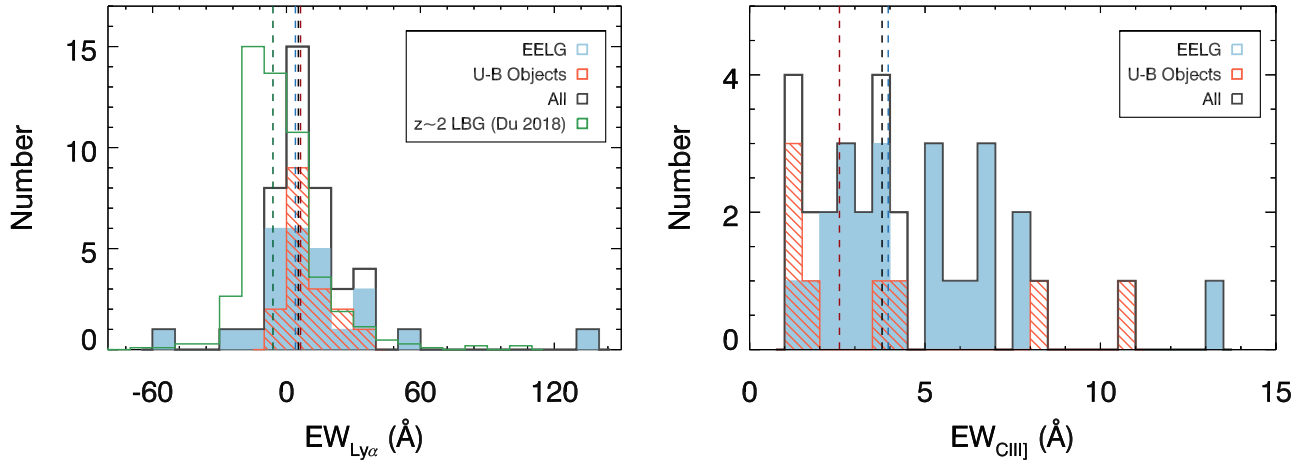 15
10
5
0
Number
-60
0
60
120
EW_Lyα (Å)
EELG
U-B Objects
All
z~2 LBG (Du 2018)
4
2
0
Number
0
5
10
15
EW_CIII] (Å)
EELG
U-B Objects
All